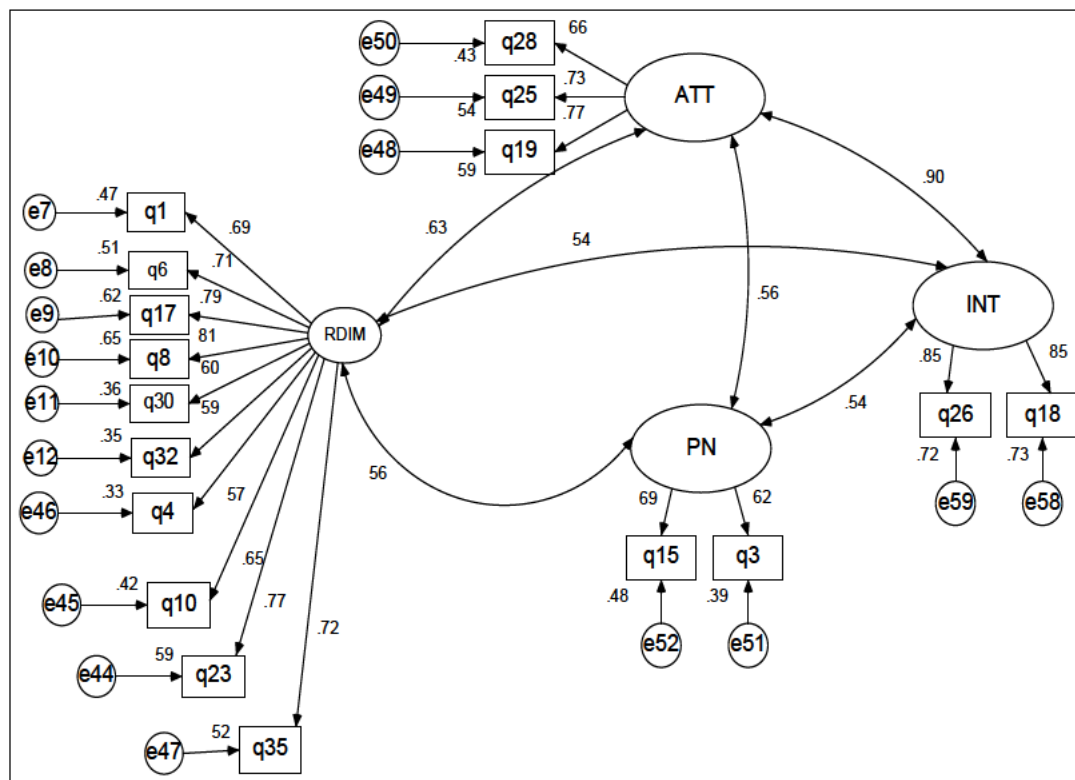 e50
.43
q28
66
e49
54
q25
.73
ATT
e48
59
q19
.77
e7
.47
q1
.69
e8
.51
q6
.71
e9
.62
q17
.79
e10
.65
q8
81
e11
.36
q30
60
e12
.35
q32
59
e46
.33
q4
57
e45
.42
q10
.65
e44
59
q23
.77
e47
52
q35
.72
RDIM
.63
54
.90
.56
.54
56
INT
.85
85
q26
q18
.72
.73
e59
e58
PN
69
62
q15
q3
.48
.39
e52
e51